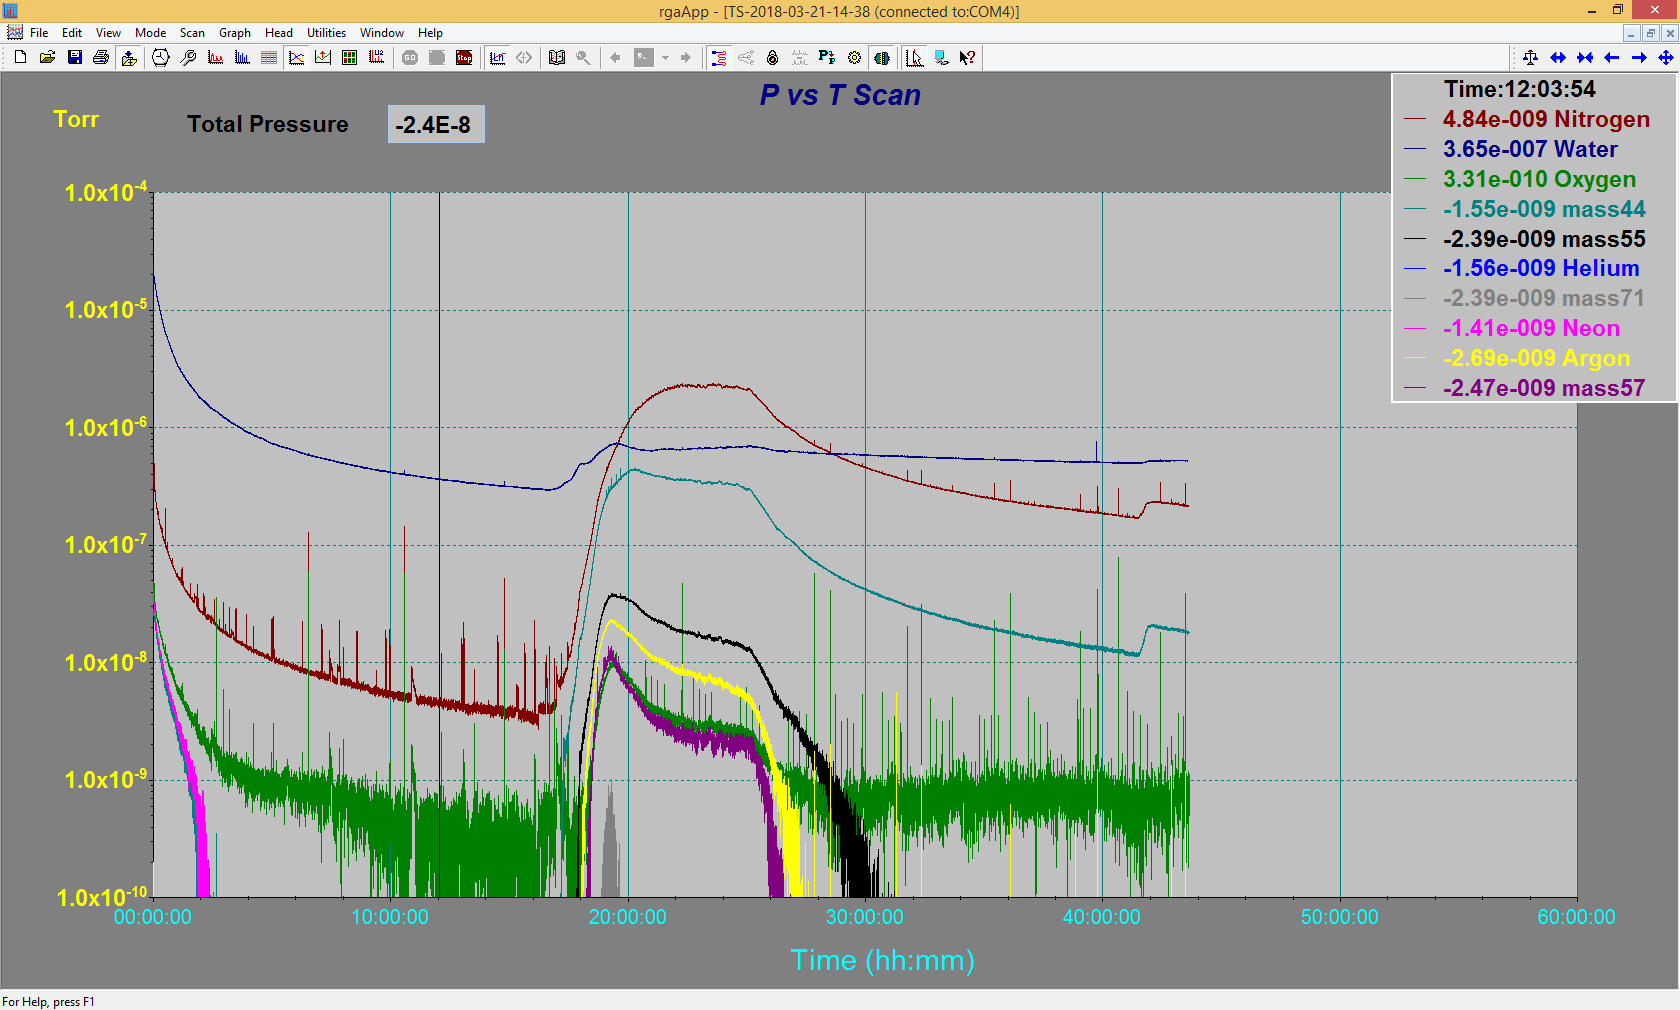 rgaApp - [TS-2018-03-21-14-38 (connected to:COM4)]
File Edit View Mode Scan Graph Head Utilities Window Help
GO Stop
P vs T Scan
Torr
Total Pressure -2.4E-8
Time:12:03:54
4.84e-009 Nitrogen
3.65e-007 Water
3.31e-010 Oxygen
-1.55e-009 mass44
-2.39e-009 mass55
-1.56e-009 Helium
-2.39e-009 mass71
-1.41e-009 Neon
-2.69e-009 Argon
-2.47e-009 mass57
1.0x10-4
1.0x10-5
1.0x10-6
1.0x10-7
1.0x10-8
1.0x10-9
1.0x10-10
00:00:00 10:00:00 20:00:00 30:00:00 40:00:00 50:00:00 60:00:00
Time (hh:mm)
For Help, press F1